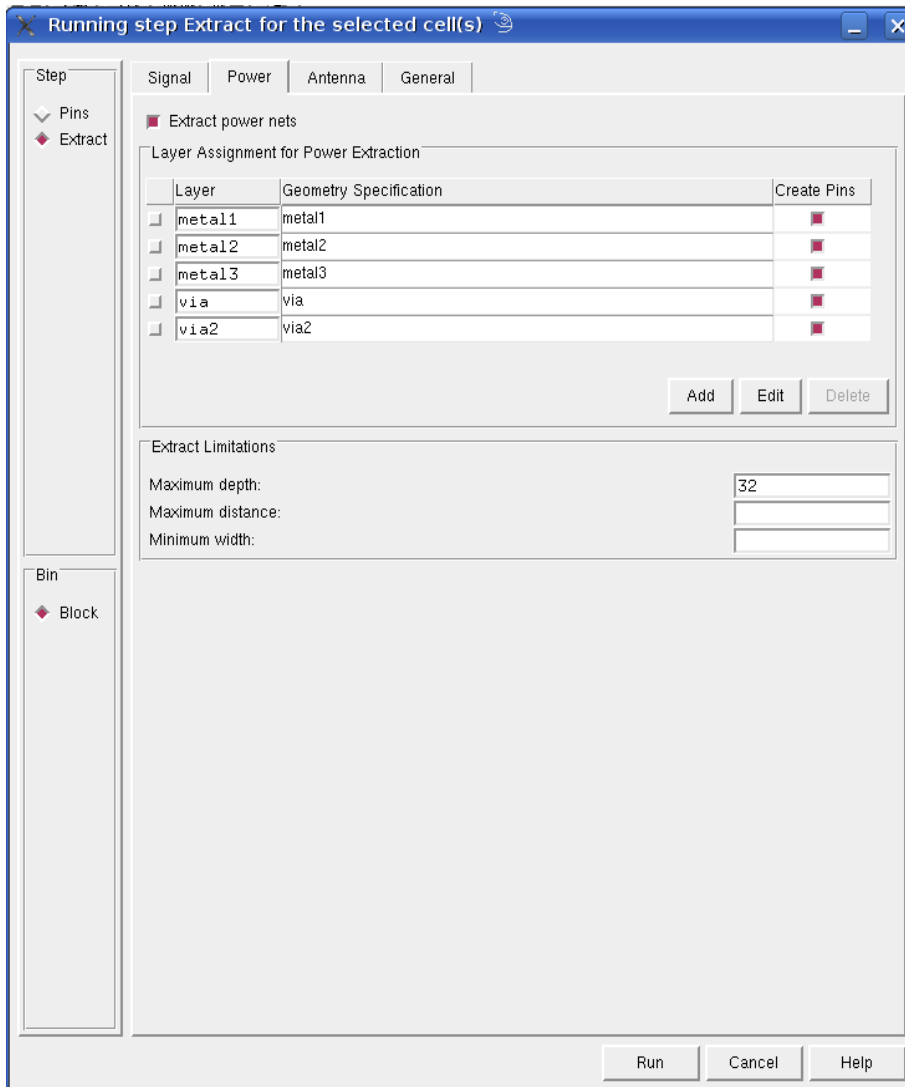 Running step Extract for the selected cell(s)
Step
Pins
Extract
Signal Power Antenna General
Extract power nets
Layer Assignment for Power Extraction
Layer Geometry Specification Create Pins
metal1 metal1
metal2 metal2
metal3 metal3
via via
via2 via2
Add Edit Delete
Extract Limitations
Maximum depth: 32
Maximum distance:
Minimum width:
Bin
Block
Run Cancel Help